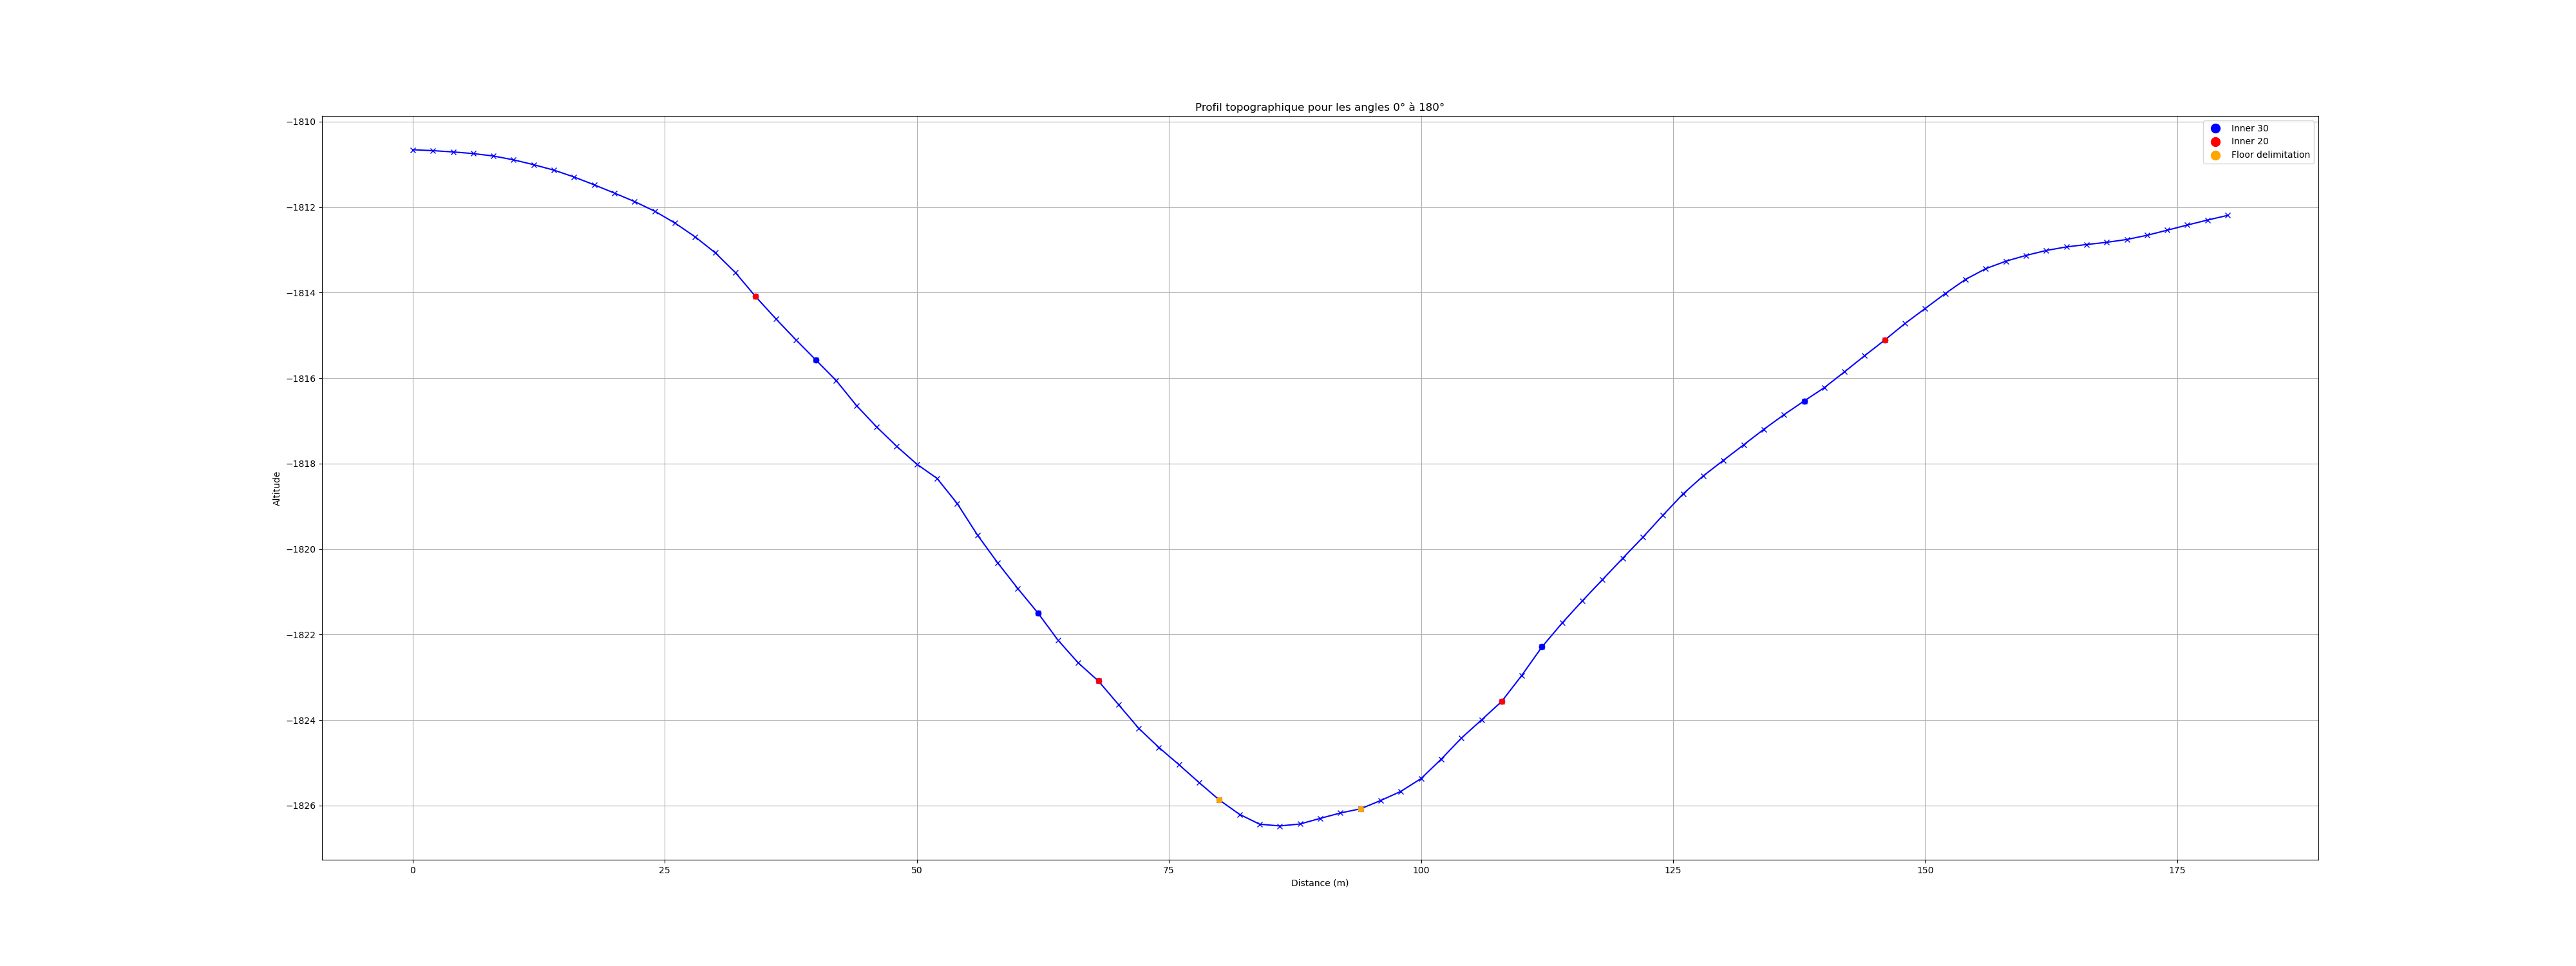 Profil topographique pour les angles 0° à 180°
Inner 30
Inner 20
Floor delimitation
Altitude
−1810
−1812
−1814
−1816
−1818
−1820
−1822
−1824
−1826
0
25
50
75
100
125
150
175
Distance (m)